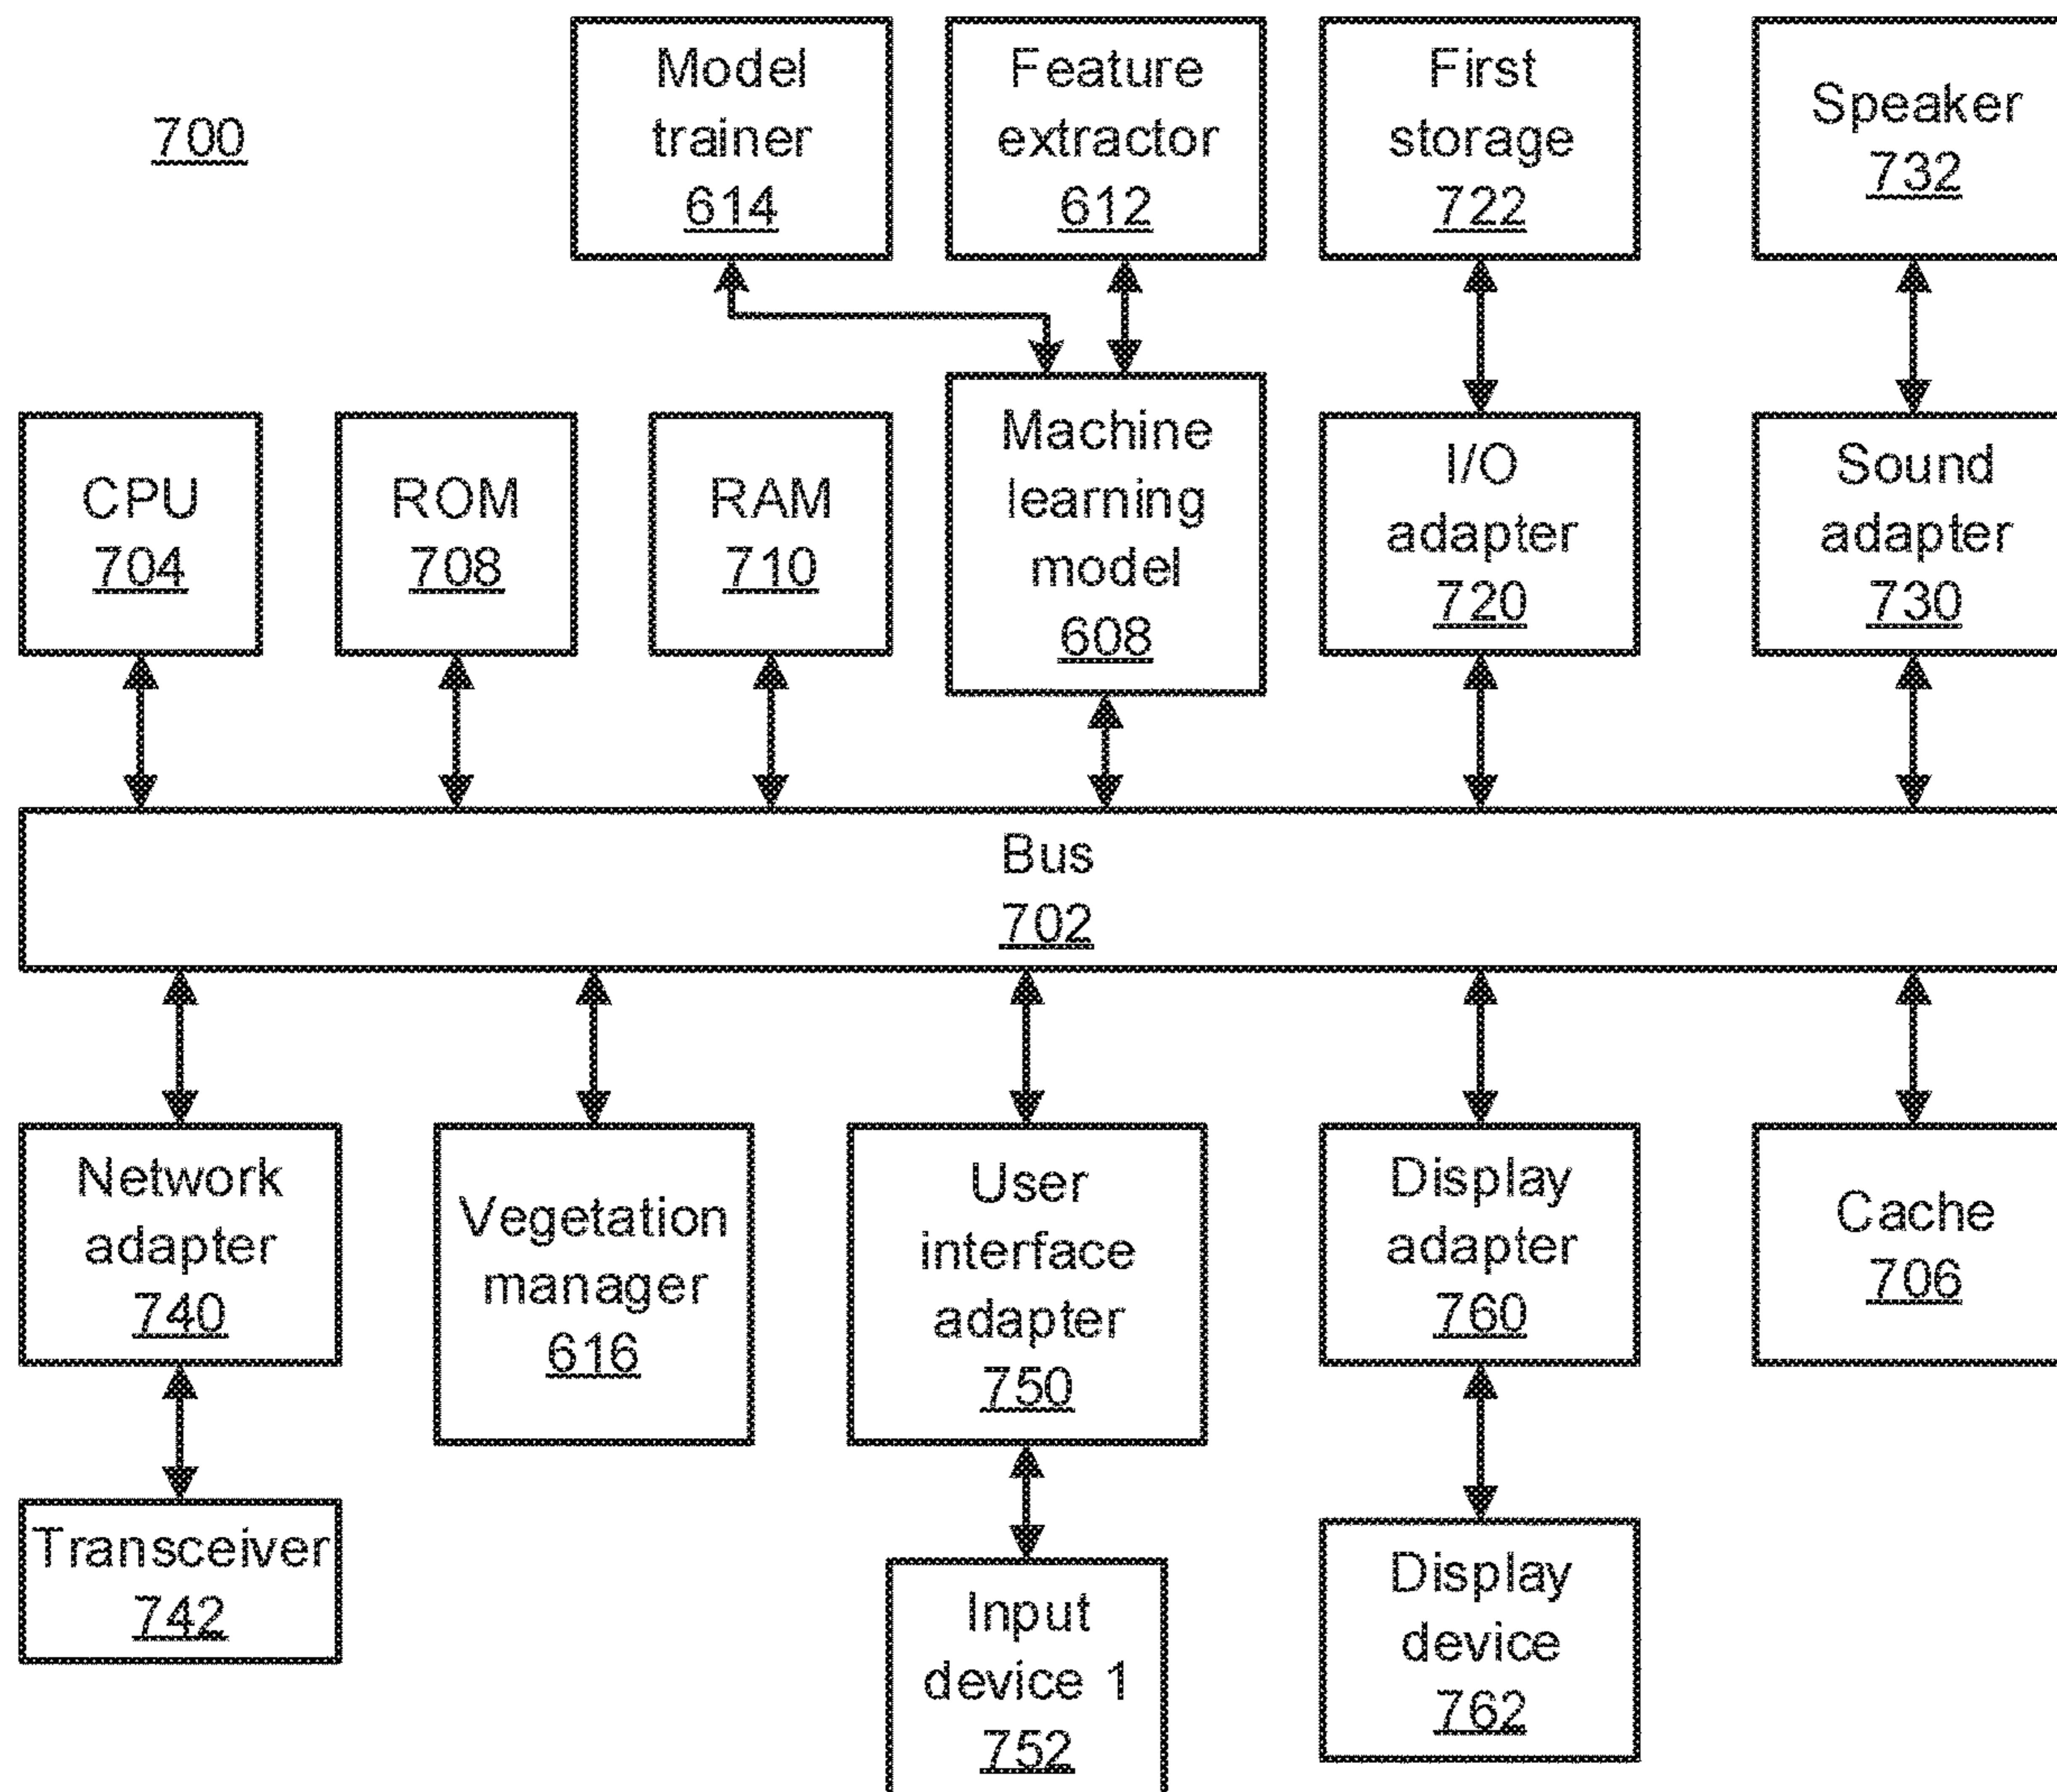 700
Model
trainer
614
Feature
extractor
612
First
storage
722
Speaker
732
CPU
704
ROM
708
RAM
710
Machine
learning
model
608
I/O
adapter
720
Sound
adapter
730
Bus
702
Network
adapter
740
Vegetation
manager
616
User
interface
adapter
750
Display
adapter
760
Cache
706
Transceiver
742
Input
device 1
752
Display
device
762